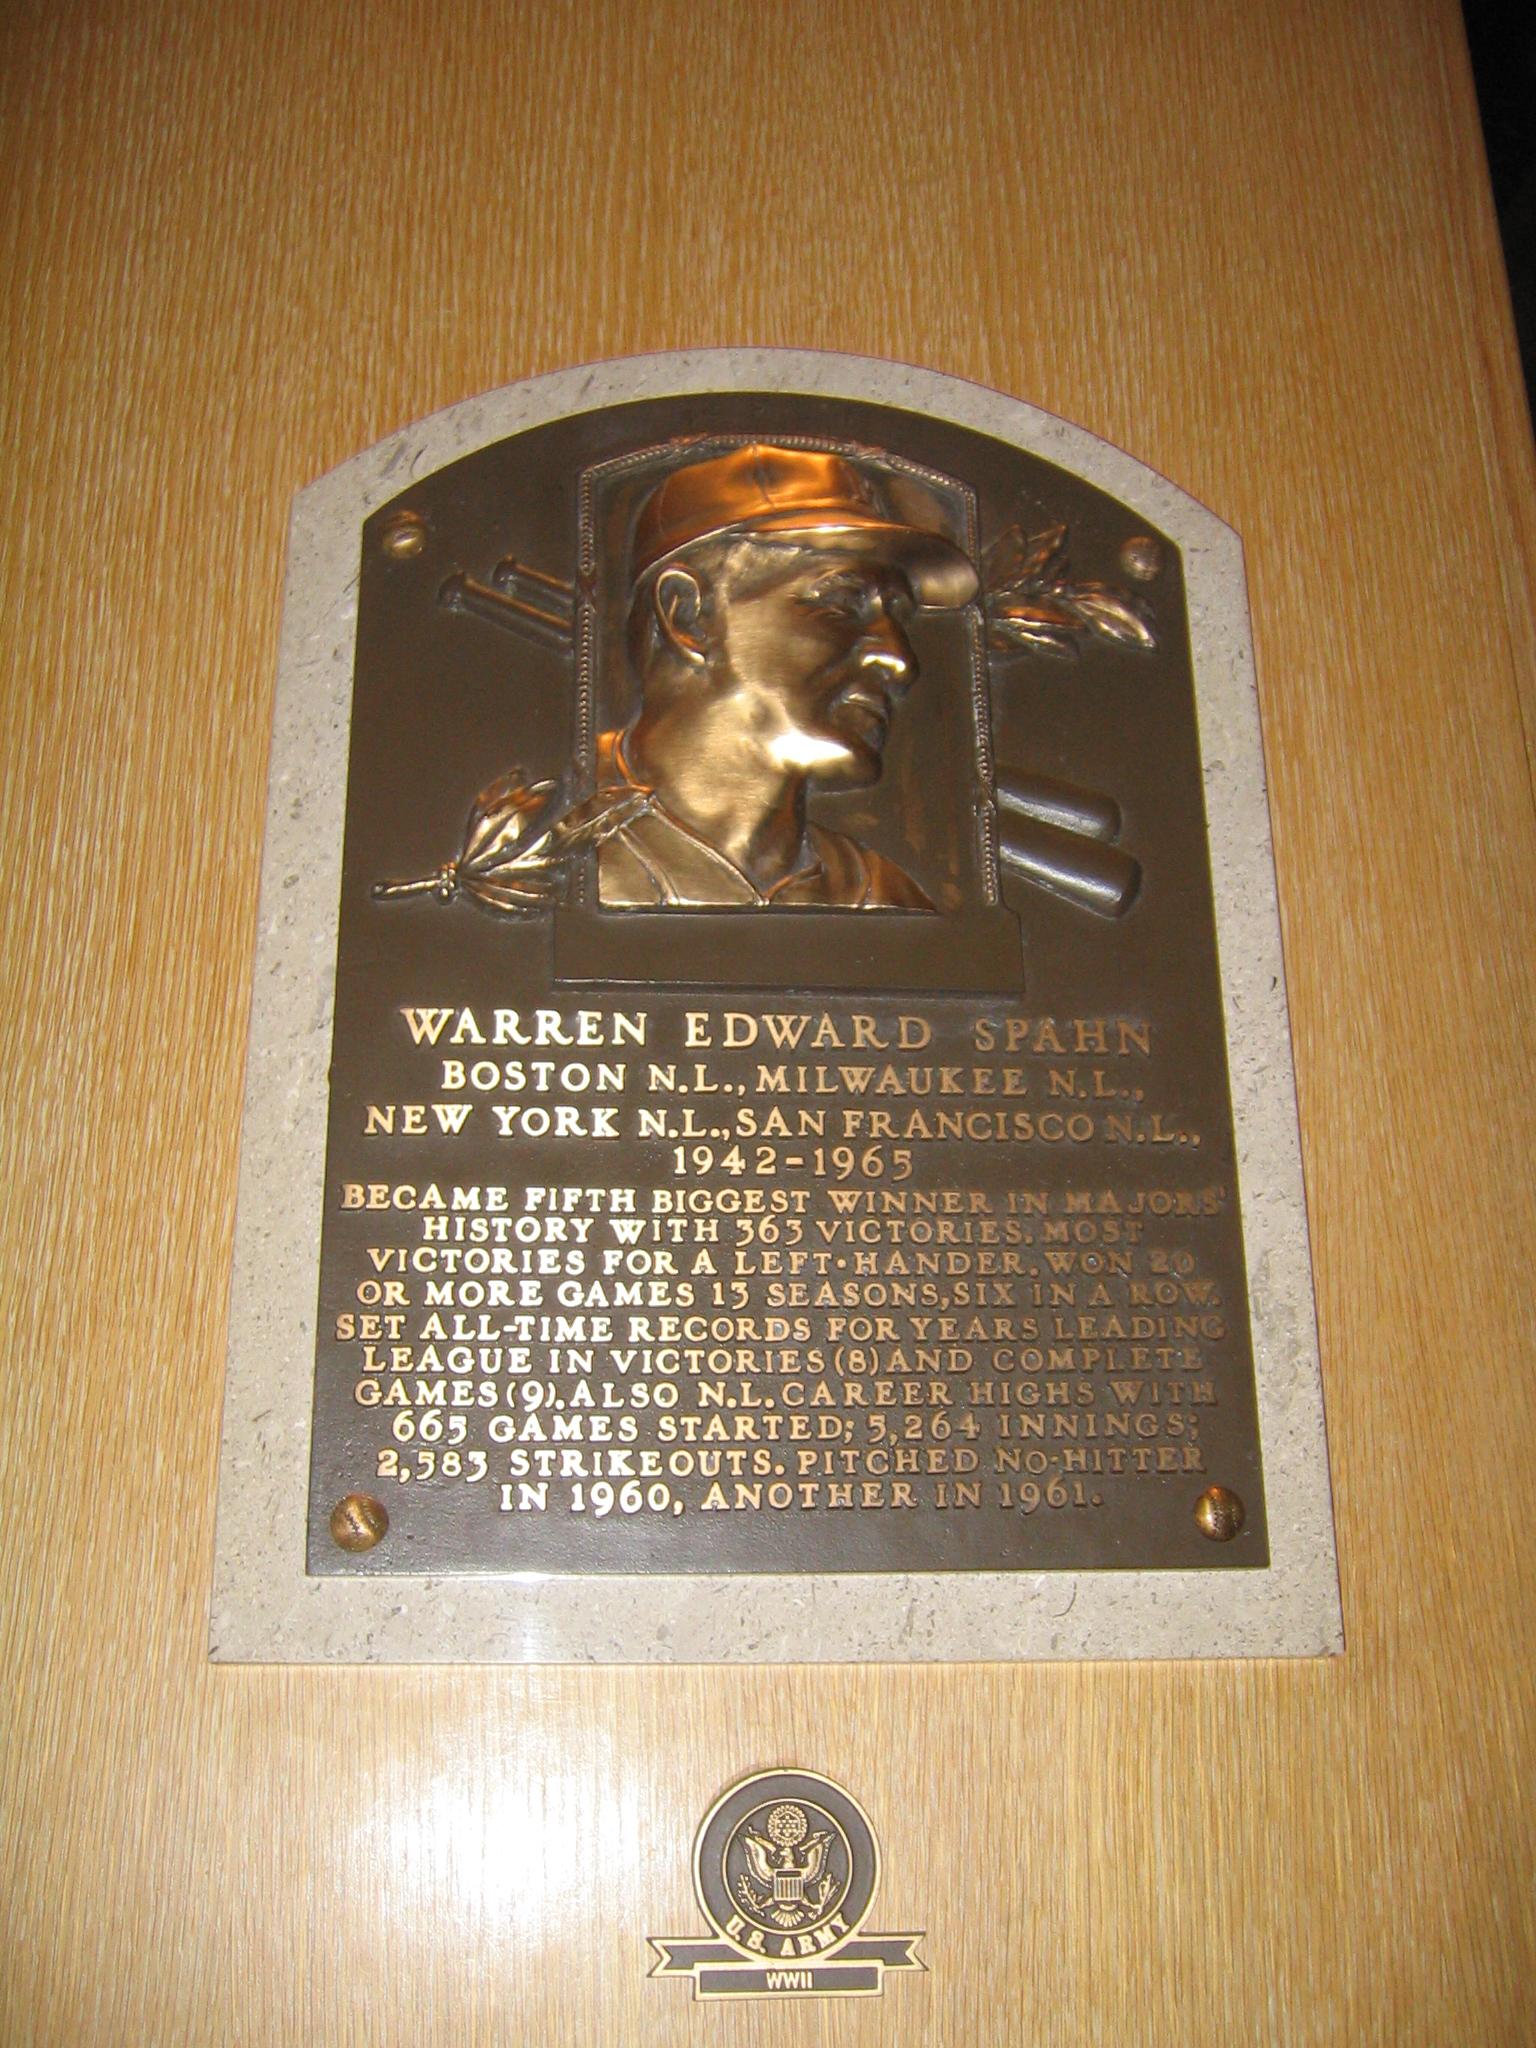 WARREN EDWARD SPAHN
BOSTON N.L., MILWAUKEE N.L.,
NEW YORK N.L., SAN FRANCISCO N.L.,
1942-1965
BECAME FIFTH BIGGEST WINNER IN MAJORS'
HISTORY WITH 363 VICTORIES. MOST
VICTORIES FOR A LEFT-HANDER. WON 20
OR MORE GAMES 13 SEASONS, SIX IN A ROW.
SET ALL-TIME RECORDS FOR YEARS LEADING
LEAGUE IN VICTORIES (8) AND COMPLETE
GAMES (9). ALSO N.L. CAREER HIGHS WITH
665 GAMES STARTED; 5,264 INNINGS;
2,583 STRIKEOUTS. PITCHED NO-HITTER
IN 1960, ANOTHER IN 1961.
U.S. ARMY
WWII